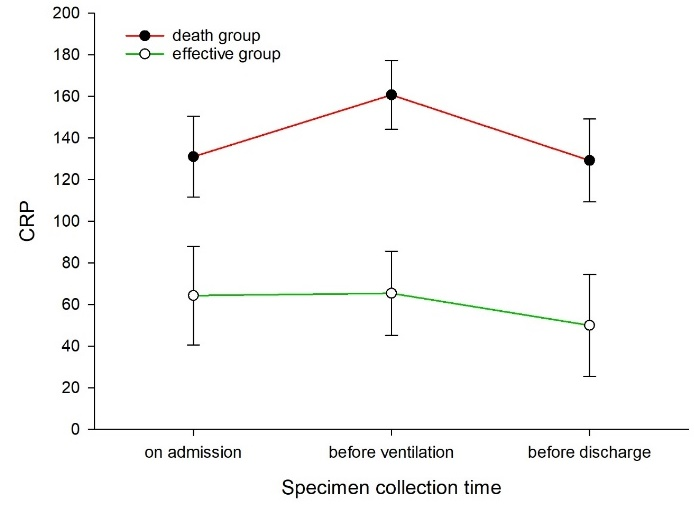 200
180
160
140
120
100
80
60
40
20
0
CRP
death group
effective group
on admission
before ventilation
before discharge
Specimen collection time